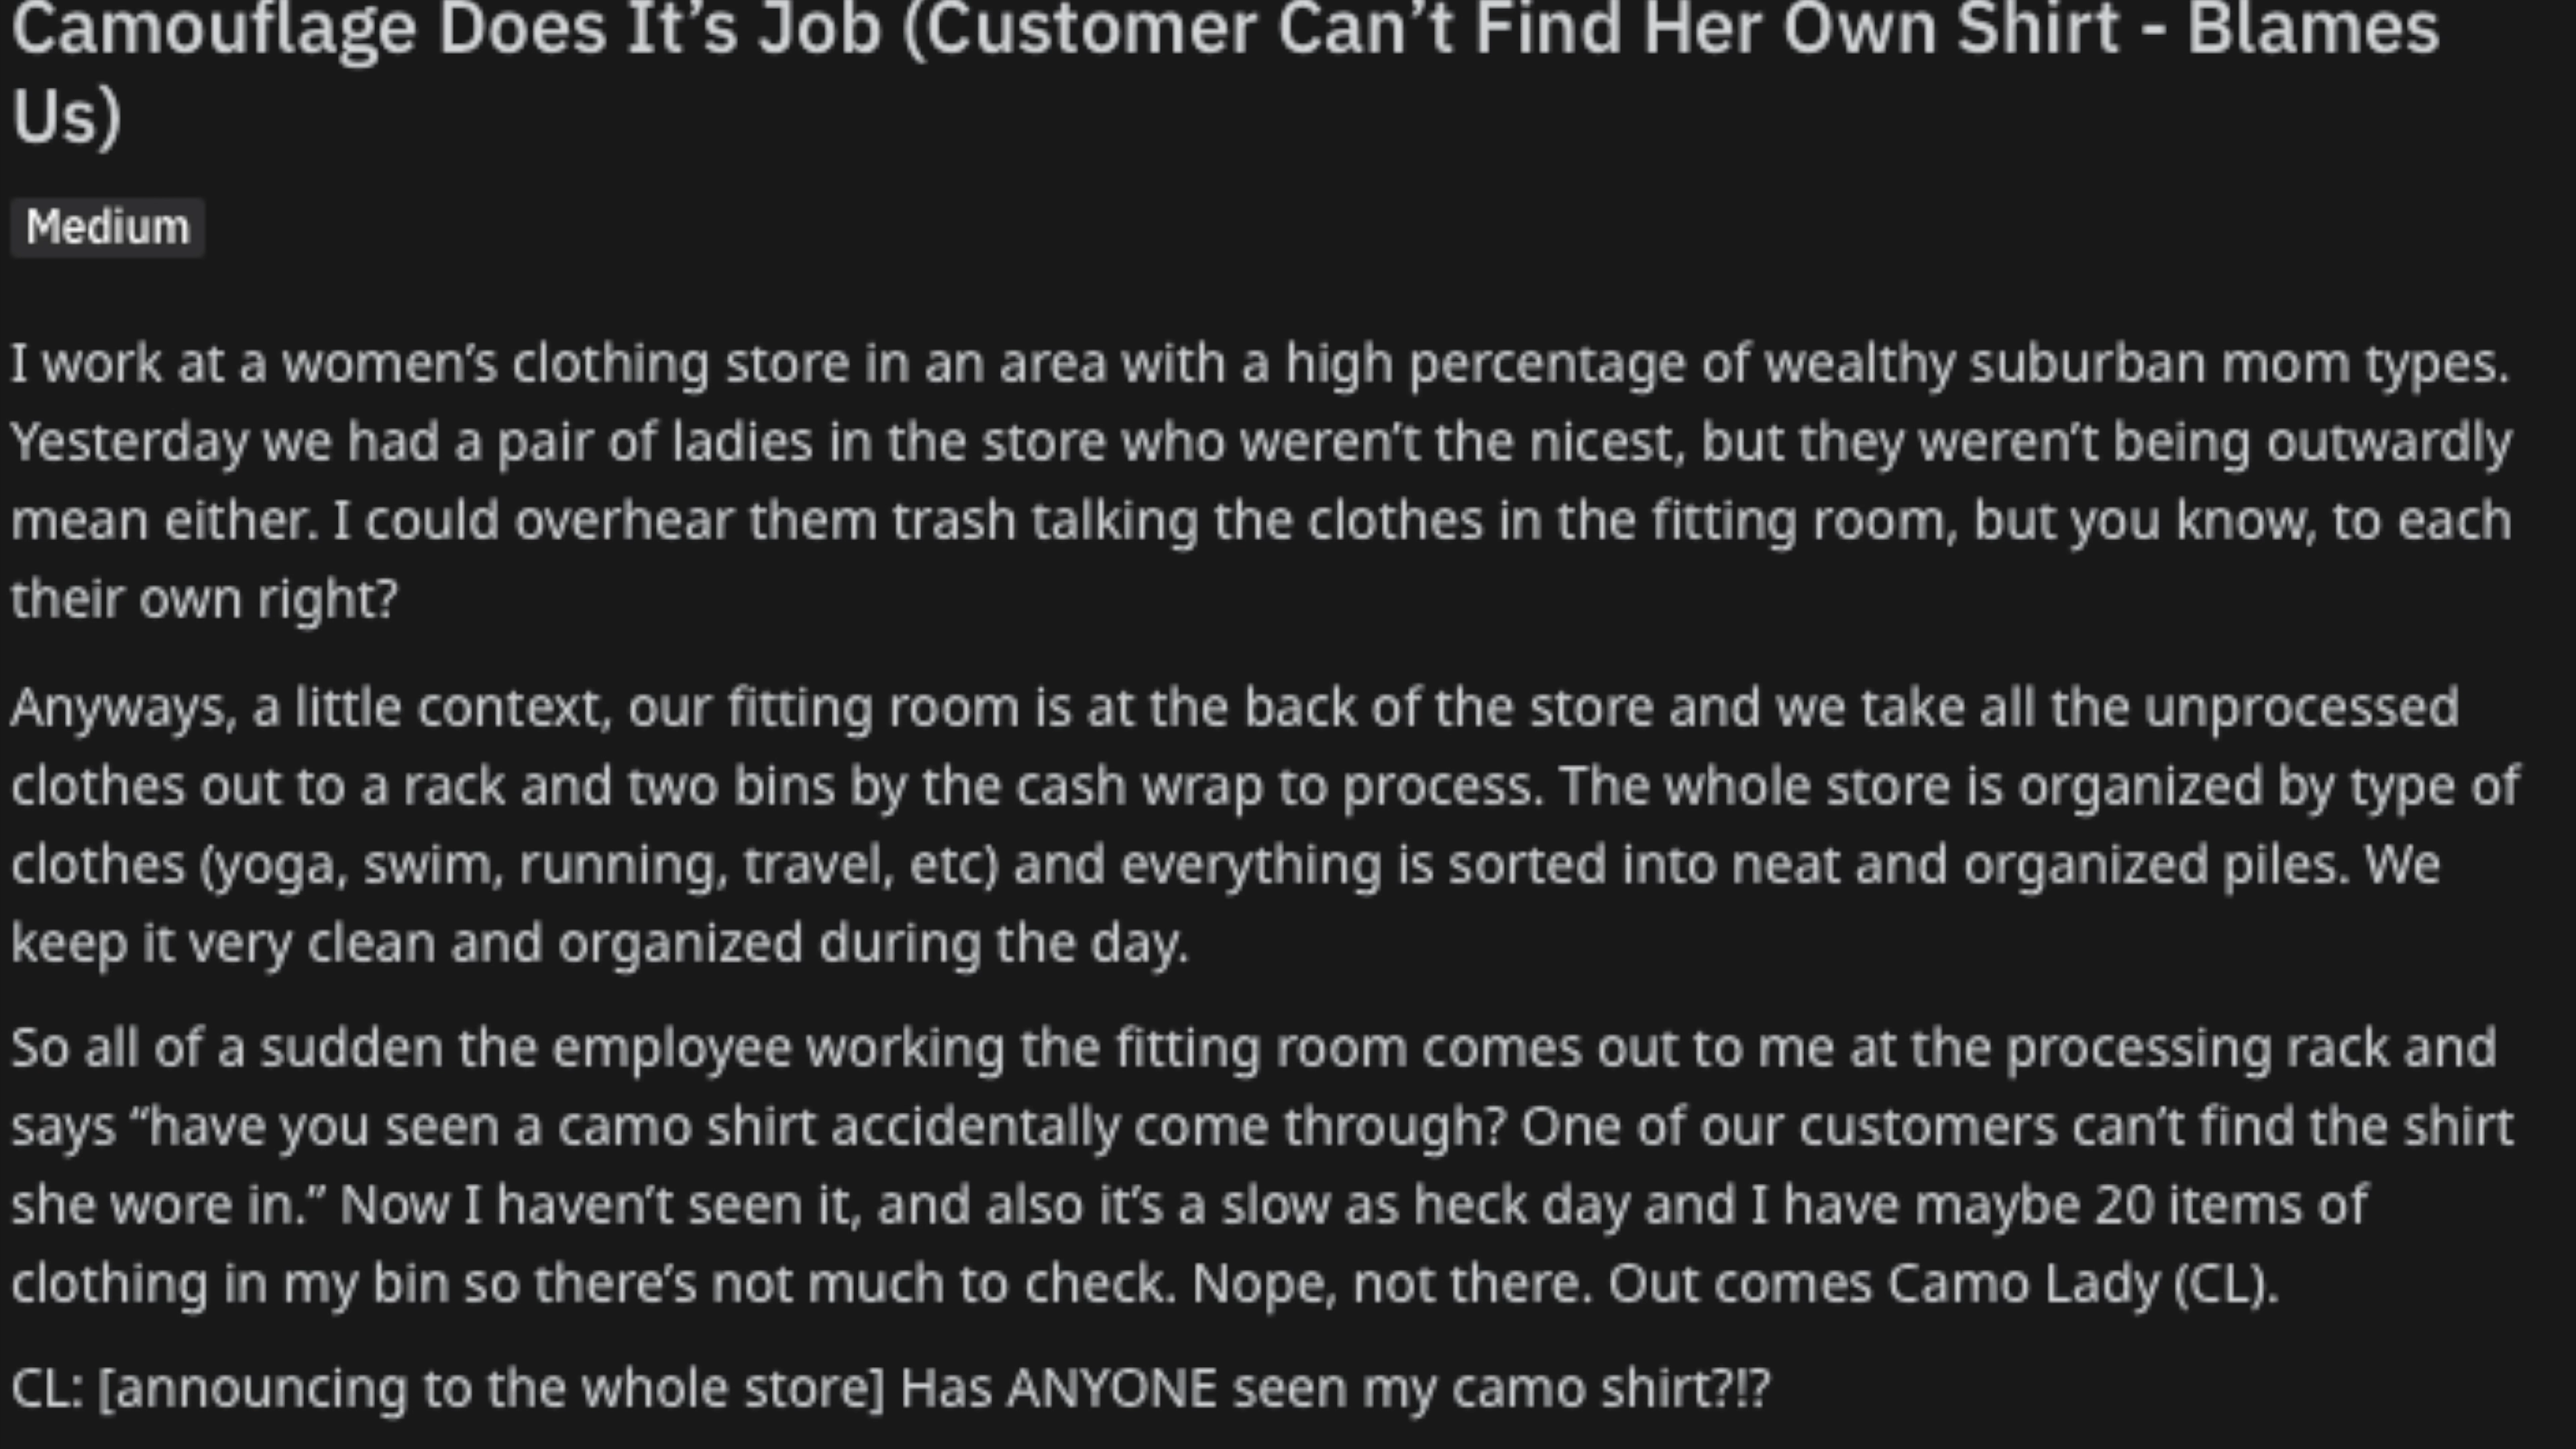 Camouflage Does It’s Job (Customer Can’t Find Her Own Shirt - Blames
Us)
Medium
I work at a women’s clothing store in an area with a high percentage of wealthy suburban mom types.
Yesterday we had a pair of ladies in the store who weren’t the nicest, but they weren’t being outwardly
mean either. I could overhear them trash talking the clothes in the fitting room, but you know, to each
their own right?
Anyways, a little context, our fitting room is at the back of the store and we take all the unprocessed
clothes out to a rack and two bins by the cash wrap to process. The whole store is organized by type of
clothes (yoga, swim, running, travel, etc) and everything is sorted into neat and organized piles. We
keep it very clean and organized during the day.
So all of a sudden the employee working the fitting room comes out to me at the processing rack and
says “have you seen a camo shirt accidentally come through? One of our customers can’t find the shirt
she wore in.” Now I haven’t seen it, and also it’s a slow as heck day and I have maybe 20 items of
clothing in my bin so there’s not much to check. Nope, not there. Out comes Camo Lady (CL).
CL: [announcing to the whole store] Has ANYONE seen my camo shirt?!?